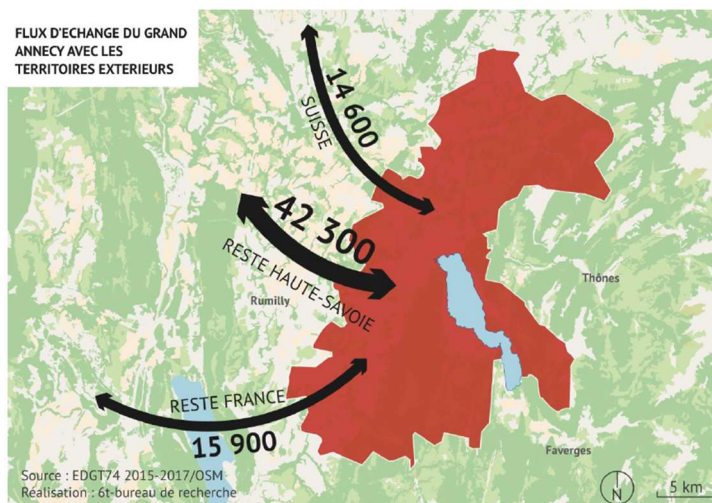 FLUX D'ECHANGE DU GRAND
ANNECY AVEC LES
TERRITOIRES EXTERIEURS
14 600
SUISSE
42 300
RESTE HAUTE-SAVOIE
Rumilly
Thônes
RESTE FRANCE
15 900
Faverges
Source : EDGT74 2015-2017/OSM
Réalisation : 6t-bureau de recherche
N
5 km